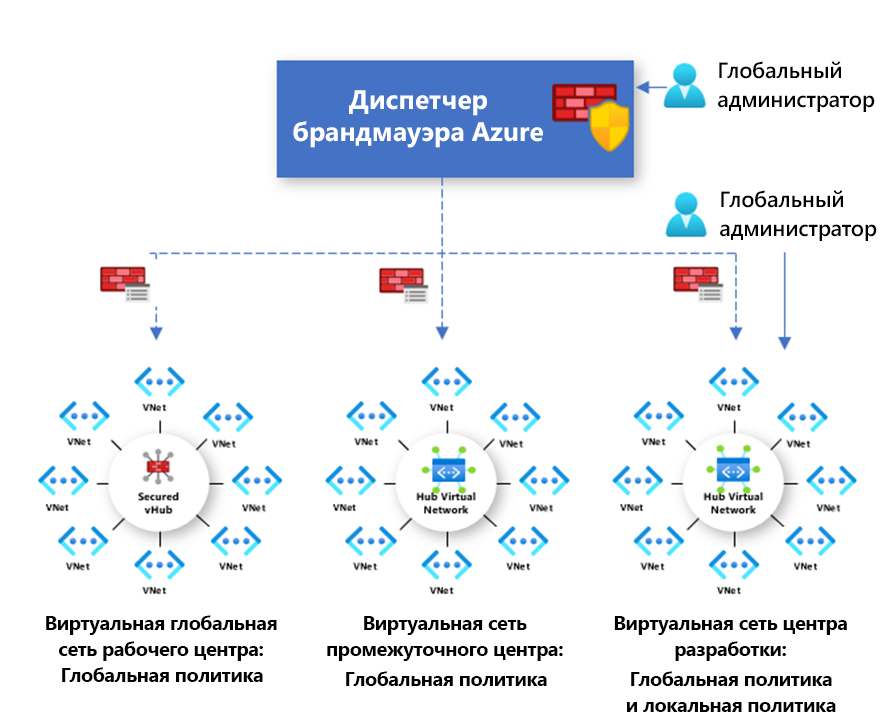 Диспетчер
брандмауэра Azure
Глобальный
администратор
Глобальный
администратор
VNet
VNet
VNet
VNet
VNet
VNet
VNet
VNet
Secured
vHub
VNet
VNet
VNet
VNet
VNet
VNet
VNet
VNet
Hub Virtual
Network
VNet
VNet
VNet
VNet
VNet
VNet
VNet
VNet
Hub Virtual
Network
Виртуальная глобальная
сеть рабочего центра:
Глобальная политика
Виртуальная сеть
промежуточного центра:
Глобальная политика
Виртуальная сеть центра
разработки:
Глобальная политика
и локальная политика